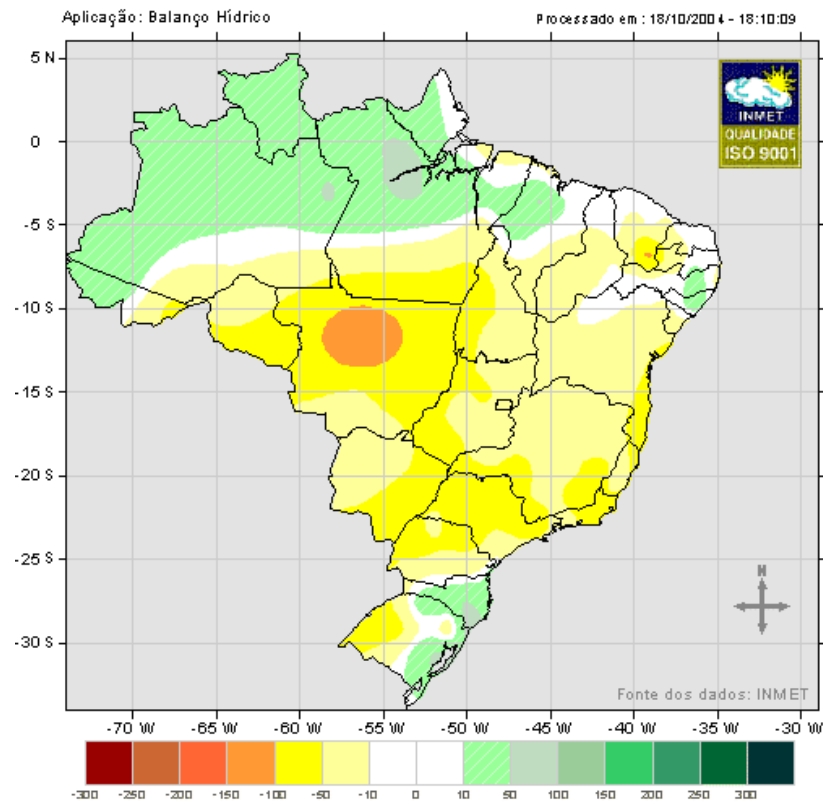 Aplicação: Balanço Hídrico
Processado em : 18/10/2004 - 18:10:09
5 N
0
-5 S
-10 S
-15 S
-20 S
-25 S
-30 S
INMET
QUALIDADE
ISO 9001
N
Fonte dos dados: INMET
-70 W -65 W -60 W -55 W -50 W -45 W -40 W -35 W -30 W
-300 -250 -200 -150 -100 -50 -10 0 10 50 100 150 200 250 300